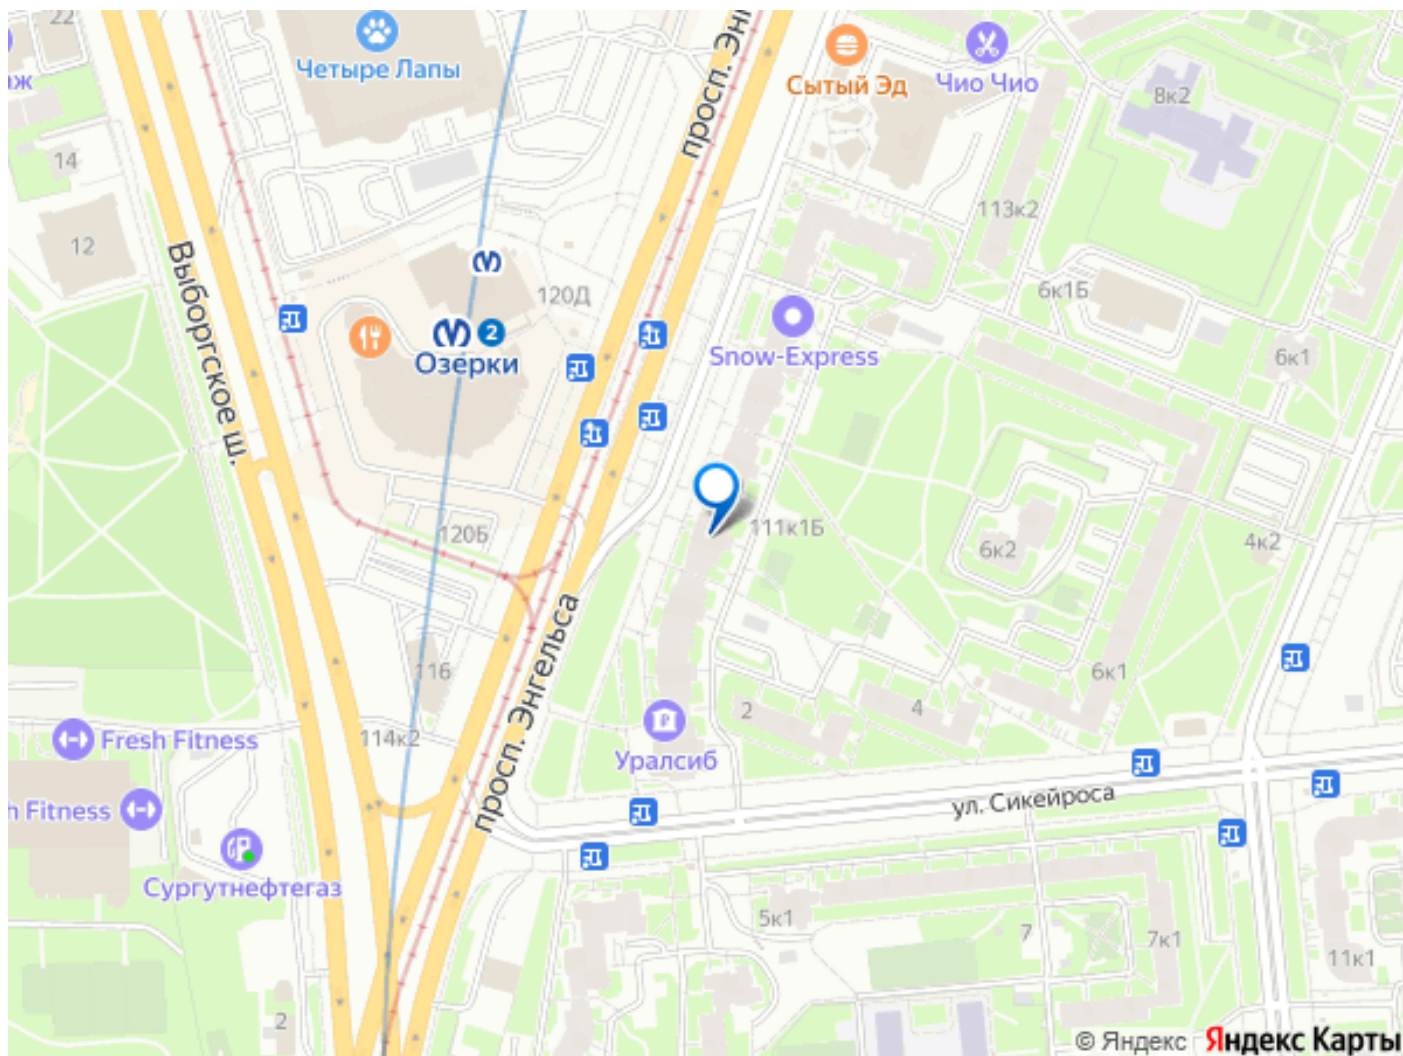 22
Четыре Лапы
просп. Энг
Сытый Эд
Чио Чио
8к2
аж
14
12
113к2
Выборгское ш.
120Д
6к1Б
2
Озерки
Snow-Express
6к1
120Б
111к1Б
6к2
4к2
просп. Энгельса
116
6к1
2
4
114к2
Fresh Fitness
Уралсиб
h Fitness
ул. Сикейроса
Сургутнефтегаз
5к1
7
7к1
11к1
2
© Яндекс Яндекс Карты